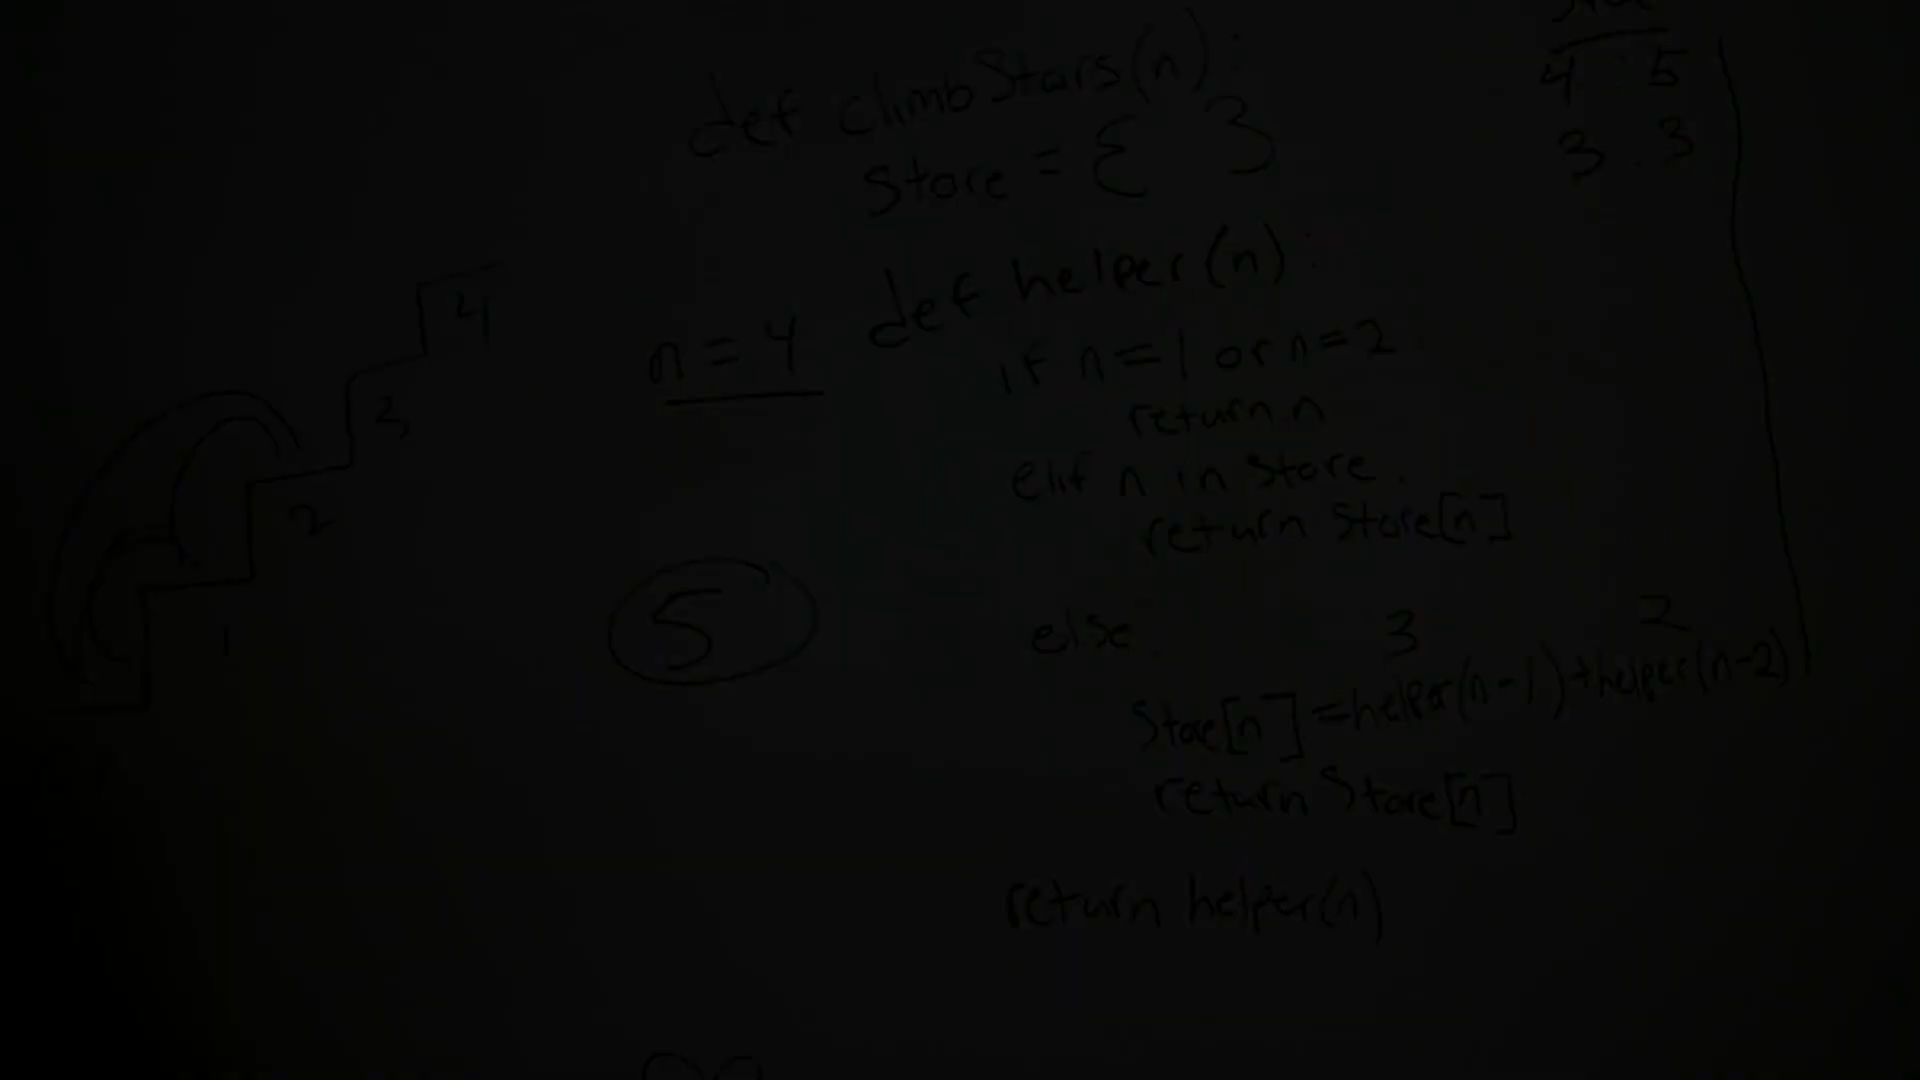 def climbStars(n):
store = { }
4 5
3 3
def helper(n):
n = 4
if n=1 or n=2
return n
elif n in store
return store[n]
else
3 2
Store[n] = helper(n-1)+helper(n-2)
return Store[n]
return helper(n)
5
4
3
2
1